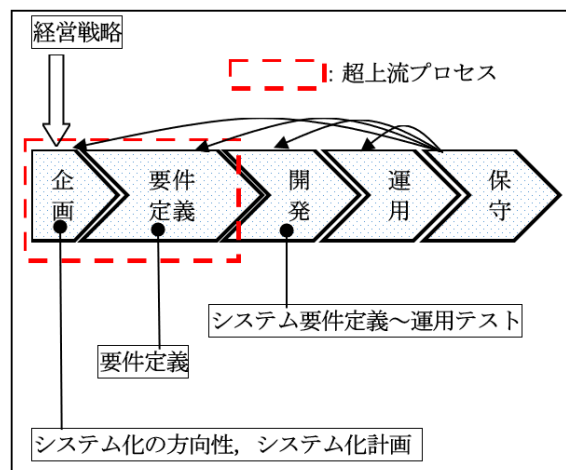 経営戦略
: 超上流プロセス
企画
要件定義
開発
運用
保守
システム要件定義～運用テスト
要件定義
システム化の方向性，システム化計画